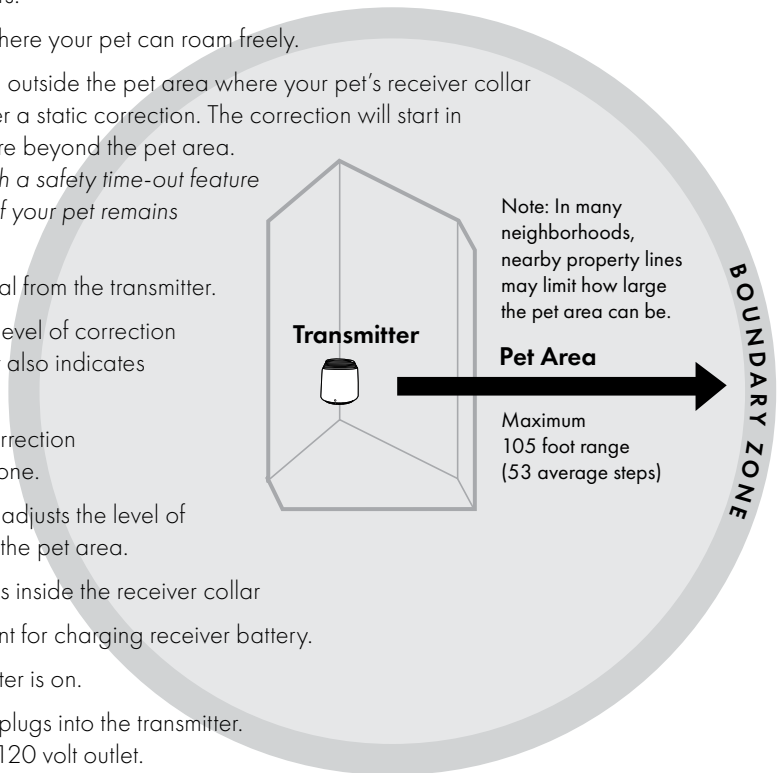 here your pet can roam freely.
outside the pet area where your pet's receiver collar
er a static correction. The correction will start in
re beyond the pet area.
h a safety time-out feature
f your pet remains
al from the transmitter.
evel of correction
also indicates
rrection
one.
adjusts the level of
the pet area.
s inside the receiver collar
nt for charging receiver battery.
ter is on.
plugs into the transmitter.
120 volt outlet.
Transmitter
Note: In many
neighborhoods,
nearby property lines
may limit how large
the pet area can be.
Pet Area
Maximum
105 foot range
(53 average steps)
BOUNDARY ZONE